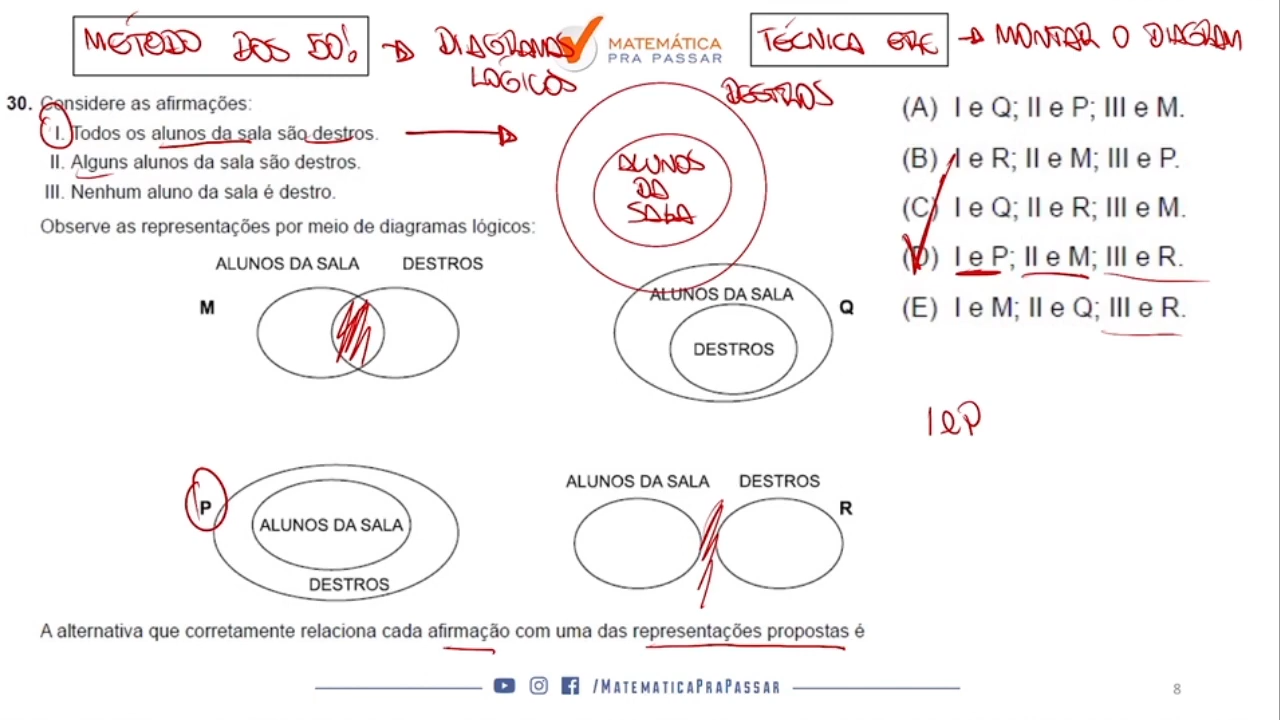 MÉTODO DOS 50! → DIAGRAMAS LÓGICOS
MATEMÁTICA
PRA PASSAR
TÉCNICA → MONTAR O DIAGRAM
30. Considere as afirmações:
I. Todos os alunos da sala são destros.
II. Alguns alunos da sala são destros.
III. Nenhum aluno da sala é destro.
Observe as representações por meio de diagramas lógicos:
DESTROS
ALUNOS
DA
SALA
(A) I e Q; II e P; III e M.
(B) I e R; II e M; III e P.
(C) I e Q; II e R; III e M.
(D) I e P; II e M; III e R.
(E) I e M; II e Q; III e R.
ALUNOS DA SALA DESTROS
M
ALUNOS DA SALA
Q
DESTROS
I e P
P
ALUNOS DA SALA
DESTROS
ALUNOS DA SALA DESTROS
R
A alternativa que corretamente relaciona cada afirmação com uma das representações propostas é
/MATEMATICAPRAPASSAR
8